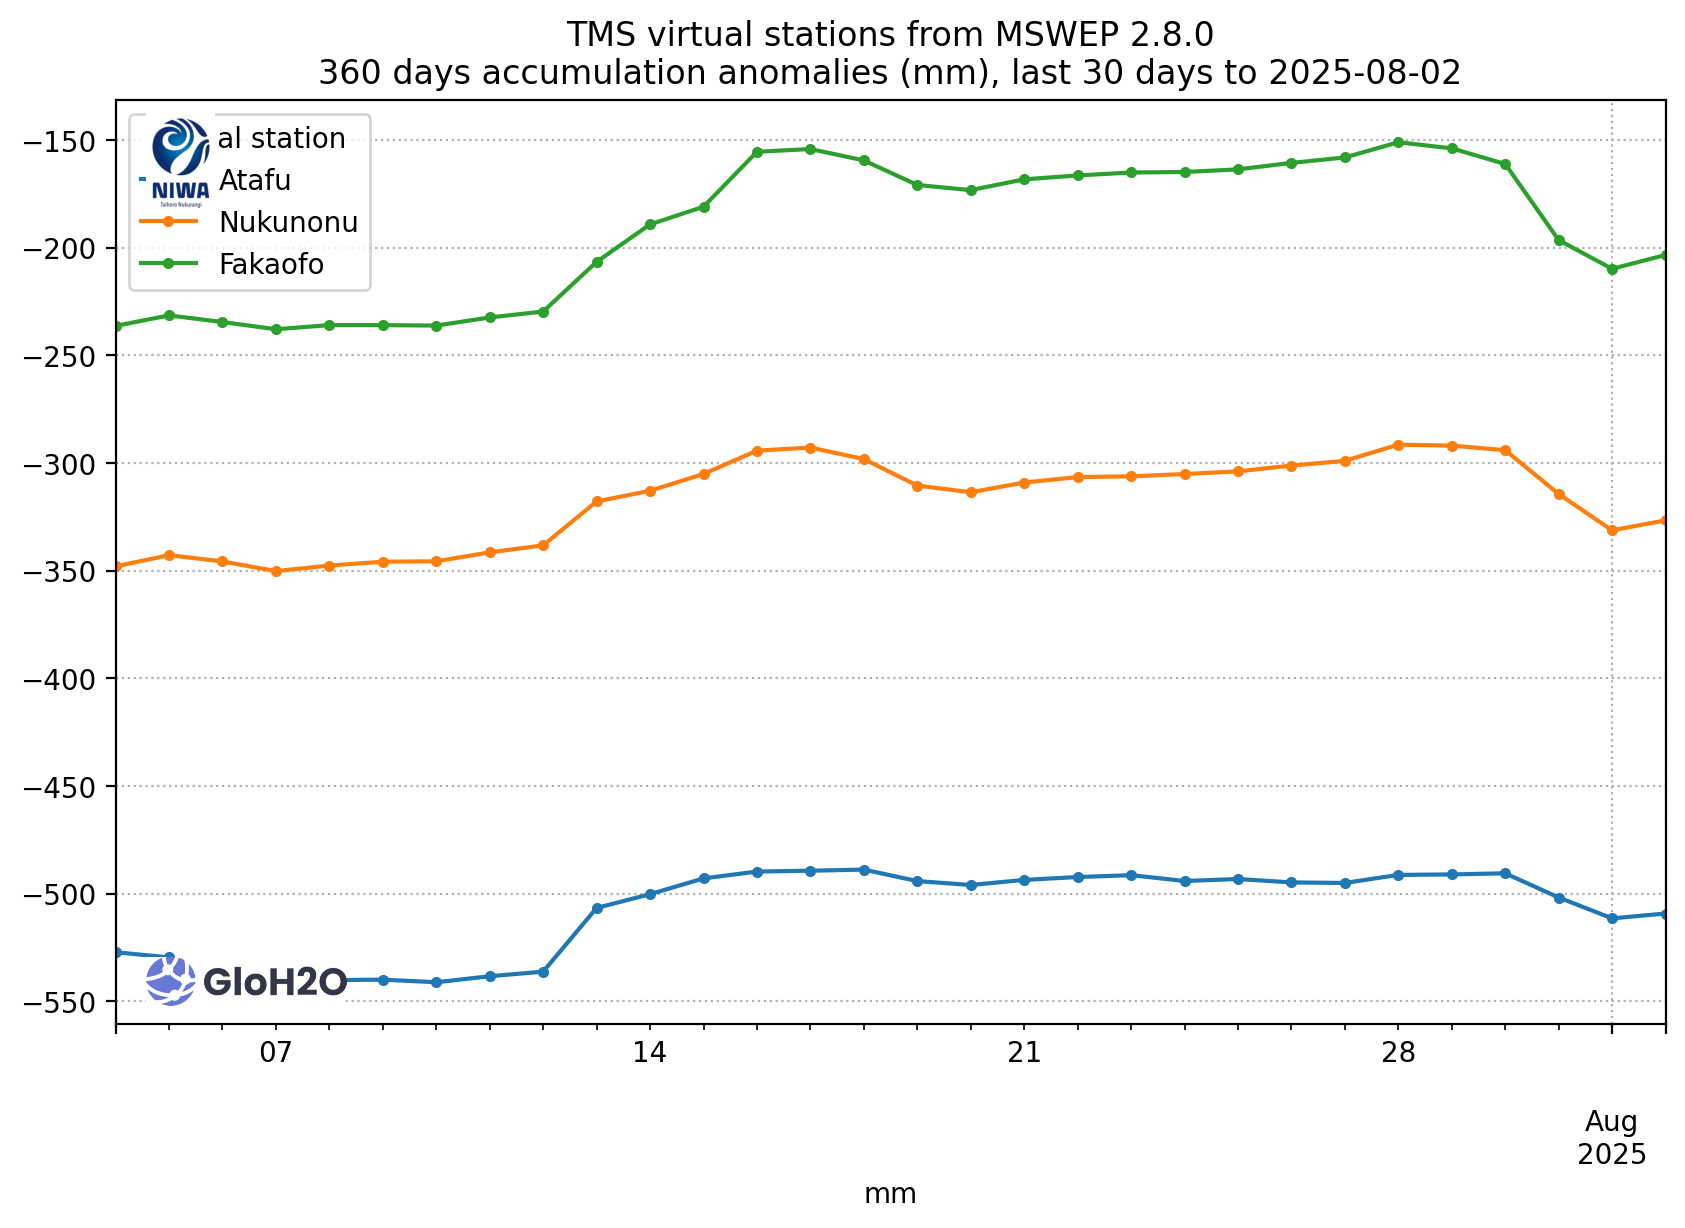 TMS virtual stations from MSWEP 2.8.0
360 days accumulation anomalies (mm), last 30 days to 2025-08-02
al station
Atafu
Nukunonu
Fakaofo
NIWA
Taihoro Nukurangi
−150
−200
−250
−300
−350
−400
−450
−500
−550
GloH2O
07
14
21
28
Aug
2025
mm